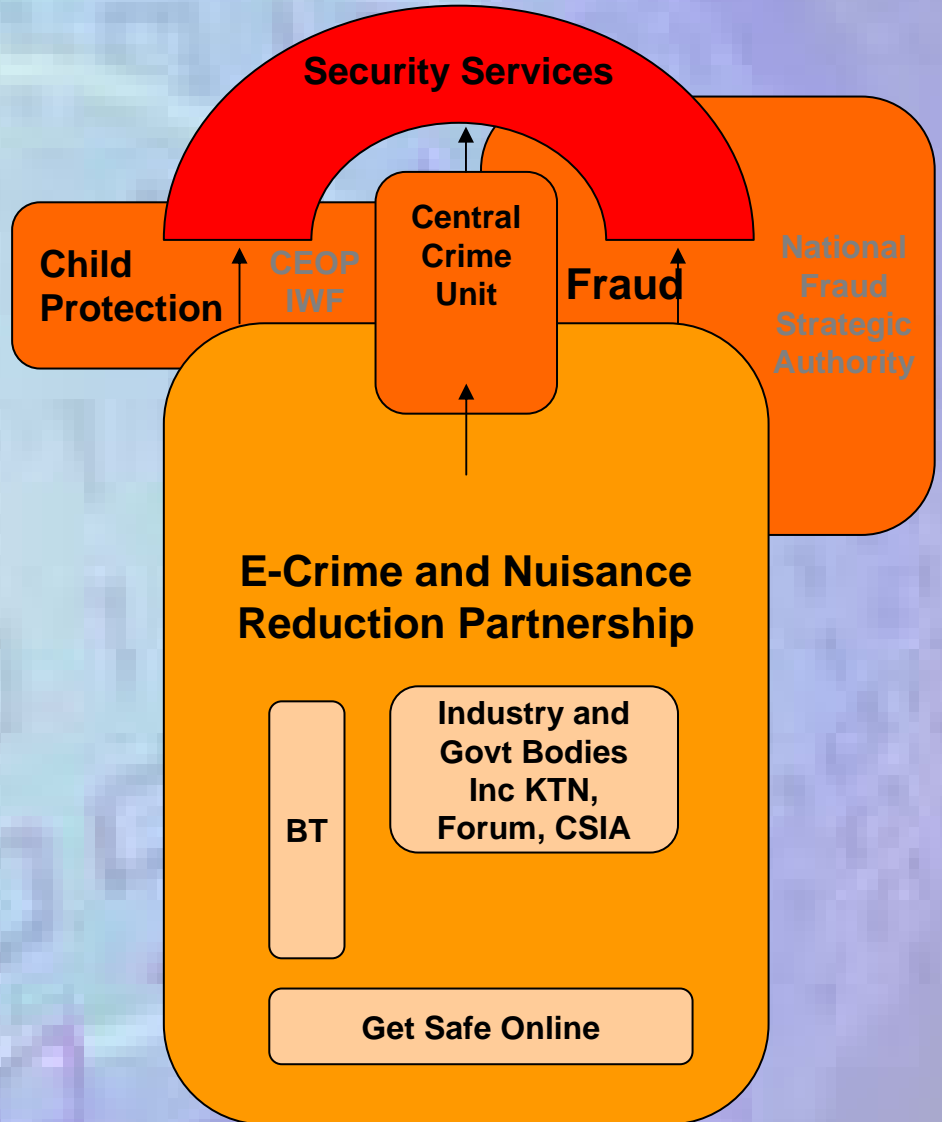 Security Services
Central
Crime
Unit
Child
Protection
CEOP
IWF
Fraud
National
Fraud
Strategic
Authority
E-Crime and Nuisance
Reduction Partnership
Industry and
Govt Bodies
Inc KTN,
Forum, CSIA
BT
Get Safe Online